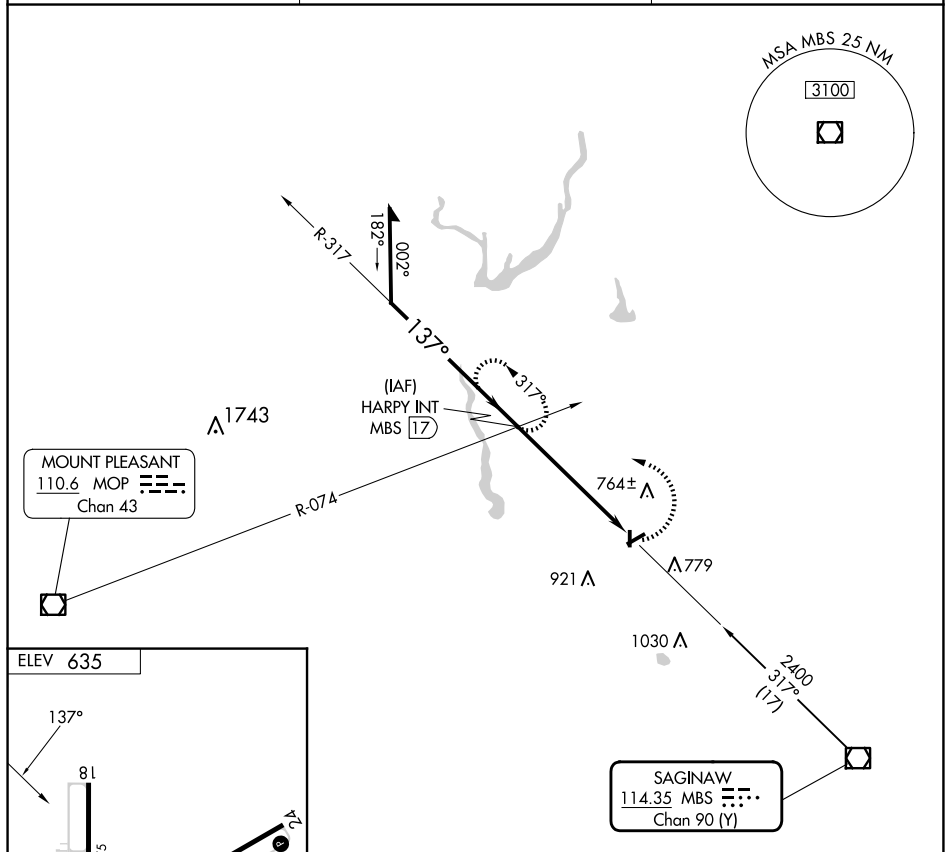 MSA MBS 25 NM
3100
R-317
182°
002°
137°
317°
(IAF)
HARPY INT
MBS 17
1743
MOUNT PLEASANT
110.6 MOP
Chan 43
R-074
764±
779
921
1030
2400
317°
(17)
SAGINAW
114.35 MBS
Chan 90 (Y)
ELEV 635
137°
18
24
P